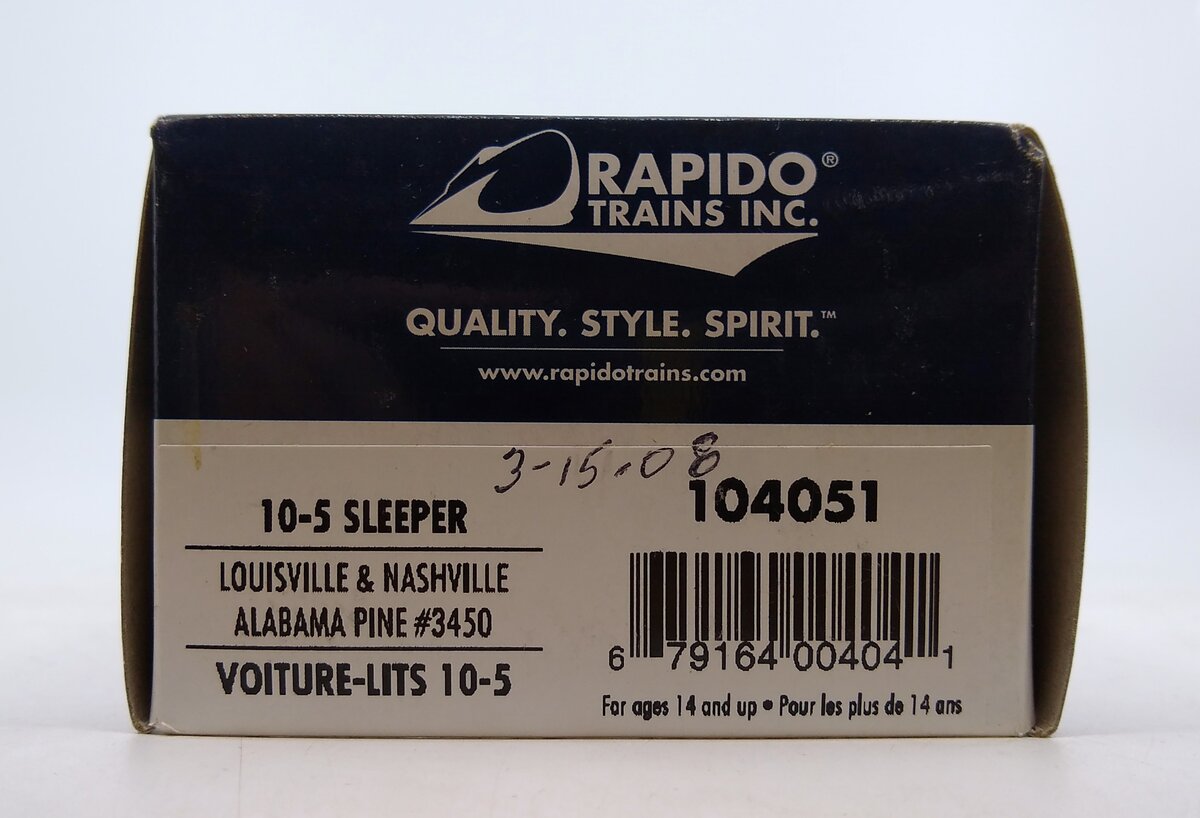 RAPIDO®
TRAINS INC.
QUALITY. STYLE. SPIRIT.™
www.rapidotrains.com
3-15-08
104051
10-5 SLEEPER
LOUISVILLE & NASHVILLE
ALABAMA PINE #3450
VOITURE-LITS 10-5
6 79164 00404 1
For ages 14 and up • Pour les plus de 14 ans